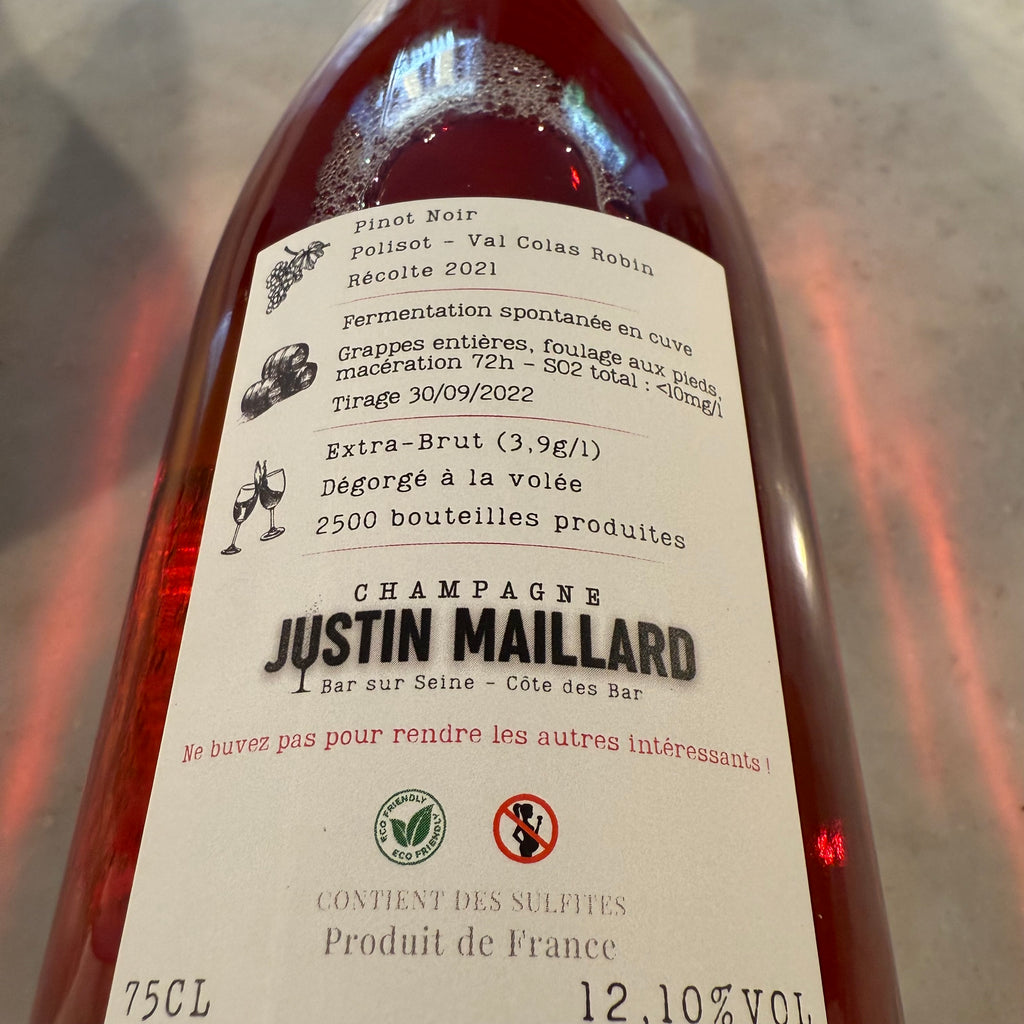 Pinot Noir
Polisot - Val Colas Robin
Récolte 2021
Fermentation spontanée en cuve
Grappes entières, foulage aux pieds,
macération 72h - SO2 total : <10mg/l
Tirage 30/09/2022
Extra-Brut (3,9g/l)
Dégorgé à la volée
2500 bouteilles produites
CHAMPAGNE
JUSTIN MAILLARD
Bar sur Seine - Côte des Bar
Ne buvez pas pour rendre les autres intéressants !
ECO FRIENDLY
ECO FRIENDLY
CONTIENT DES SULFITES
Produit de France
75CL
12,10%VOL